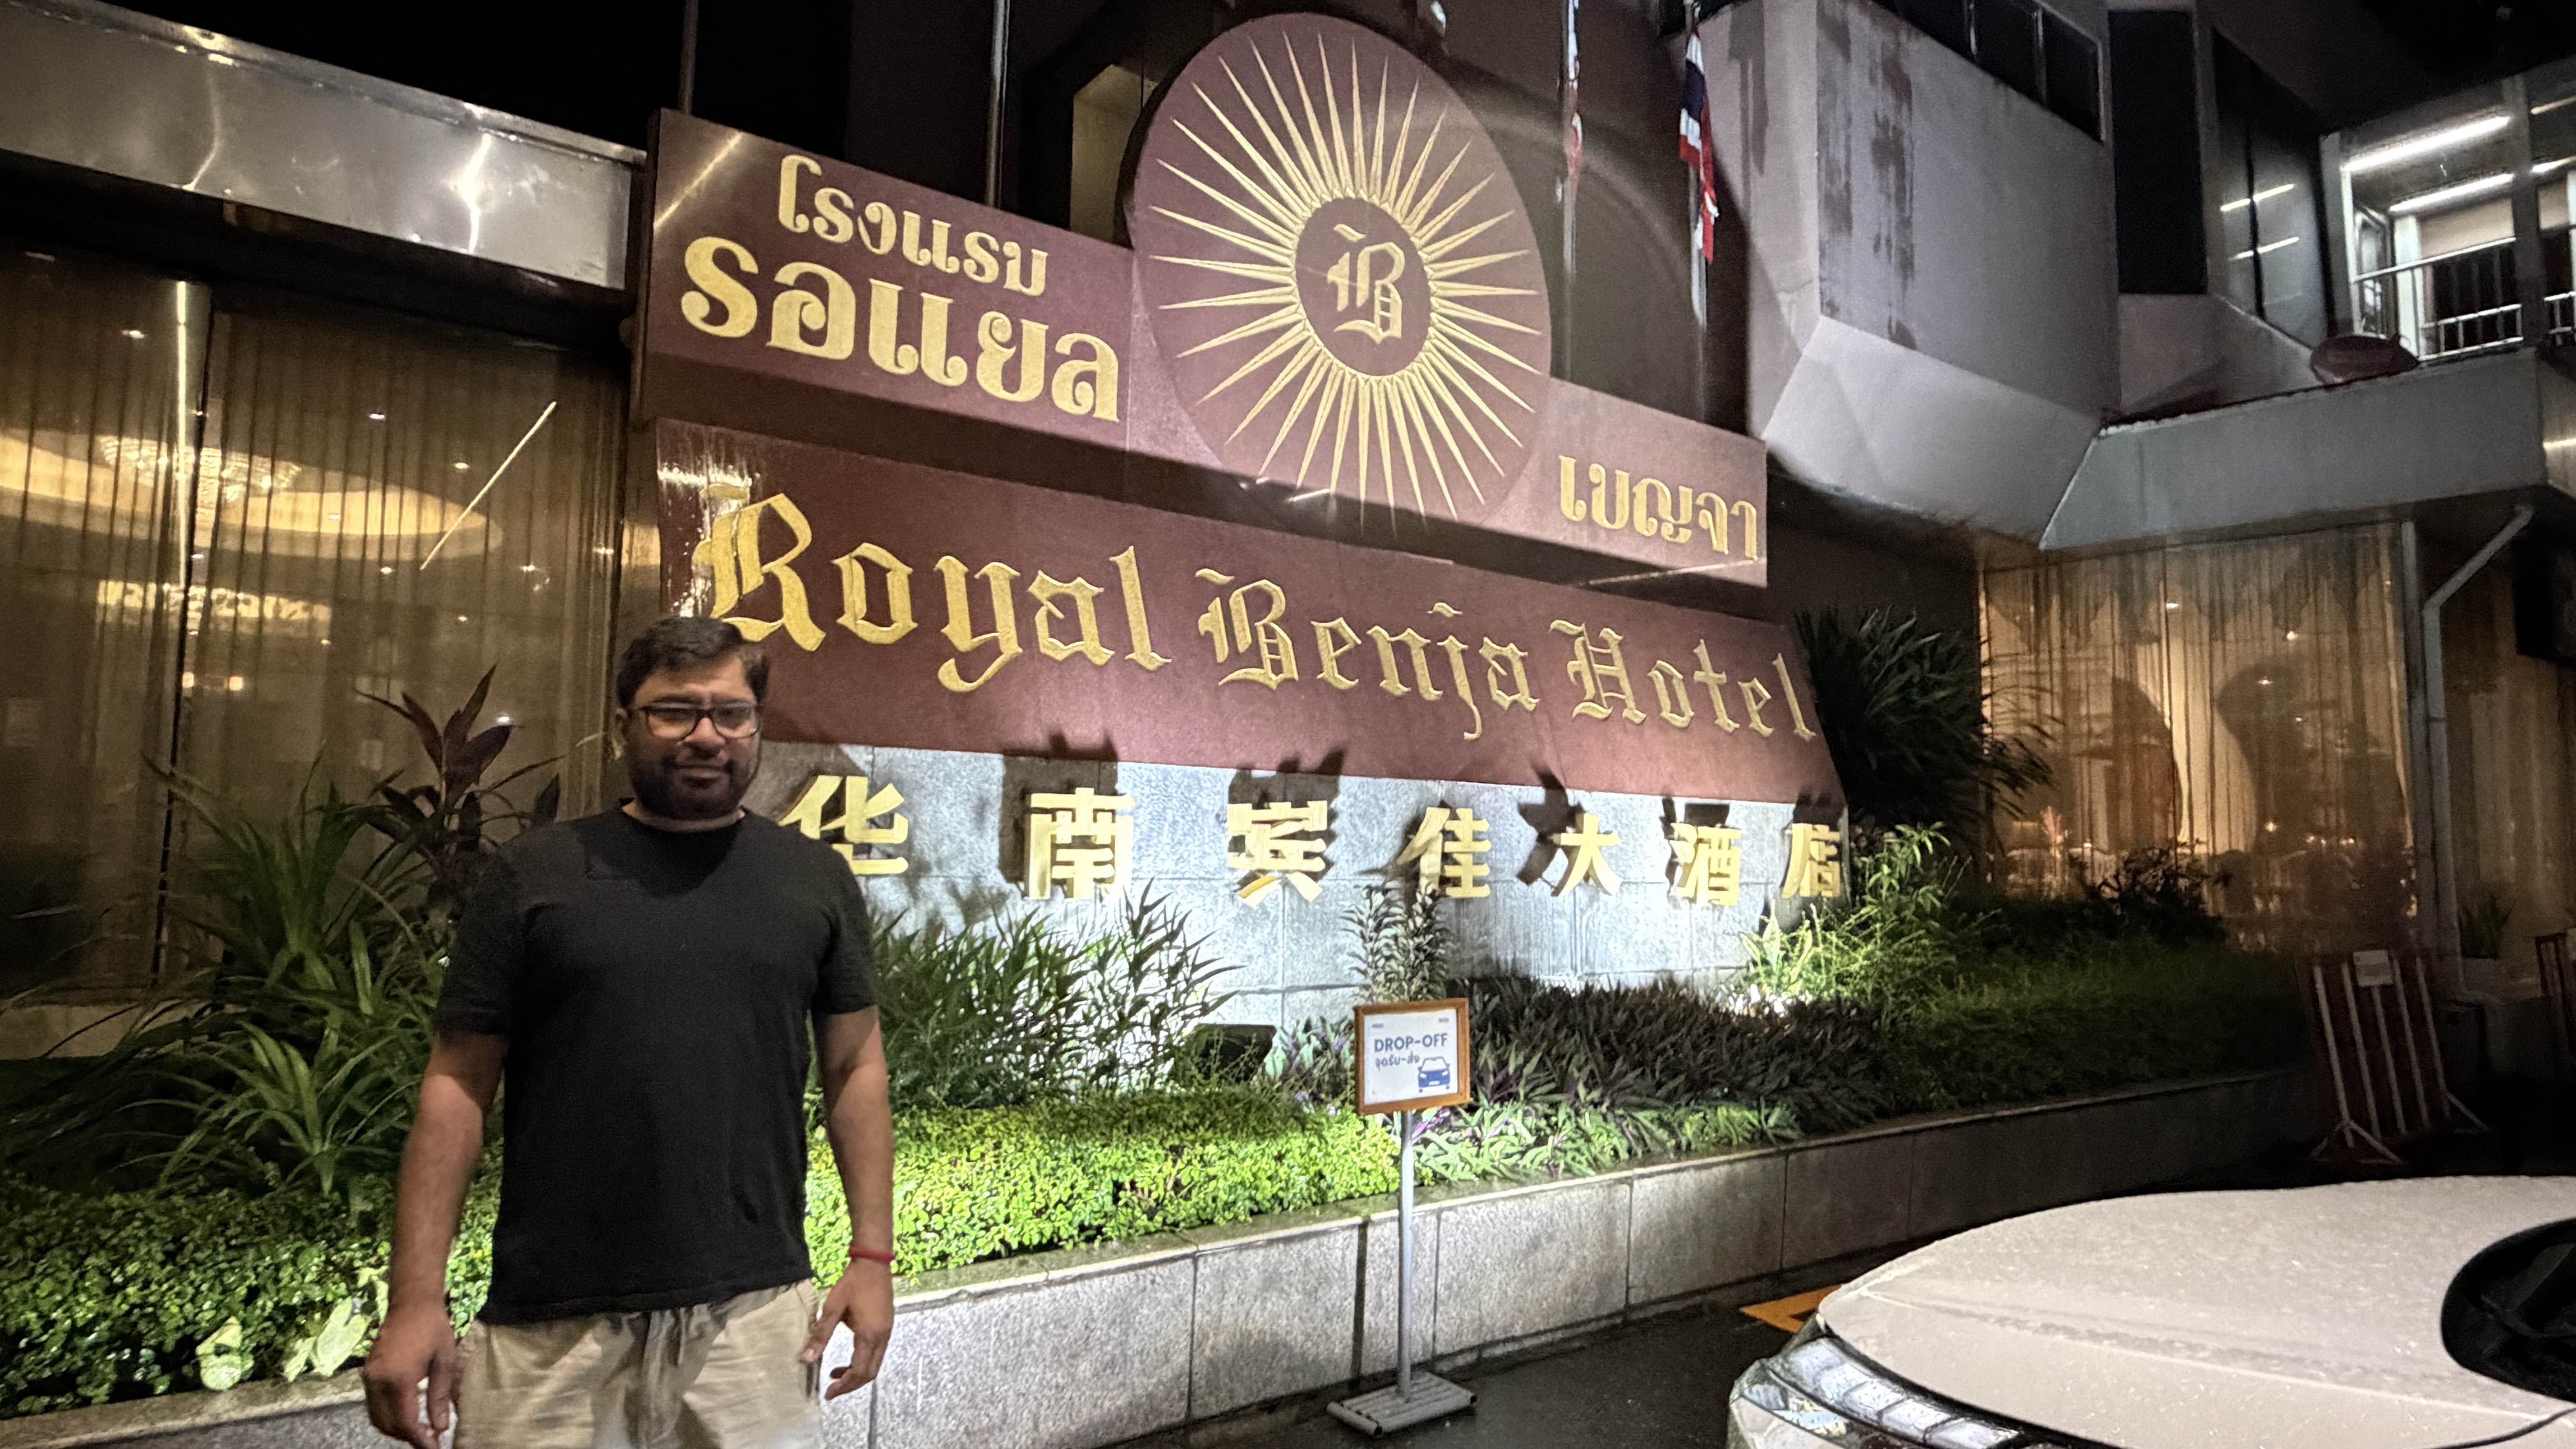 โรงแรม
รอแยล
B
เบญจา
Royal Benja Hotel
华南宾佳大酒店
DROP-OFF
จุดรับ-ส่ง